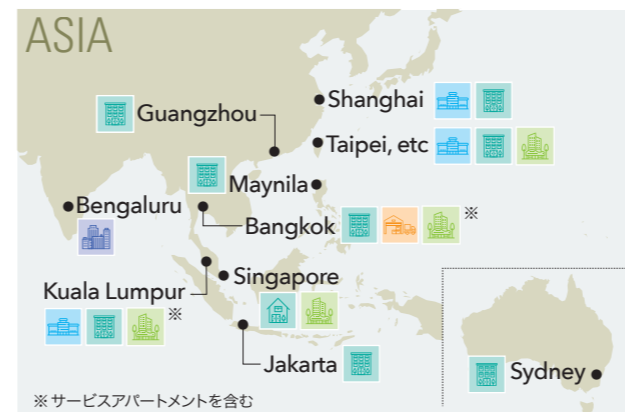 ASIA
Shanghai
Guangzhou
Taipei, etc
Maynila
Bengaluru
Bangkok ※
Singapore
Kuala Lumpur
※
Jakarta
Sydney
※サービスアパートメントを含む